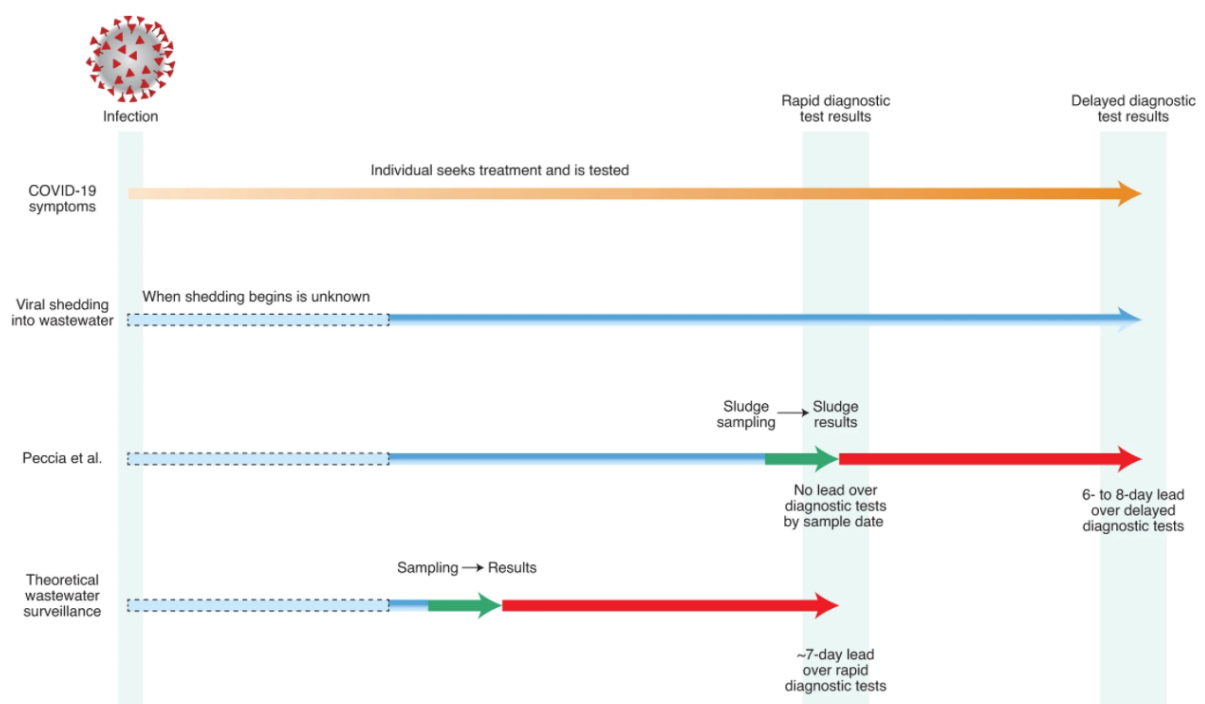 Infection
Rapid diagnostic
test results
Delayed diagnostic
test results
COVID-19
symptoms
Individual seeks treatment and is tested
Viral shedding
into wastewater
When shedding begins is unknown
Peccia et al.
Sludge
sampling
Sludge
results
No lead over
diagnostic tests
by sample date
6- to 8-day lead
over delayed
diagnostic tests
Theoretical
wastewater
surveillance
Sampling
Results
~7-day lead
over rapid
diagnostic tests